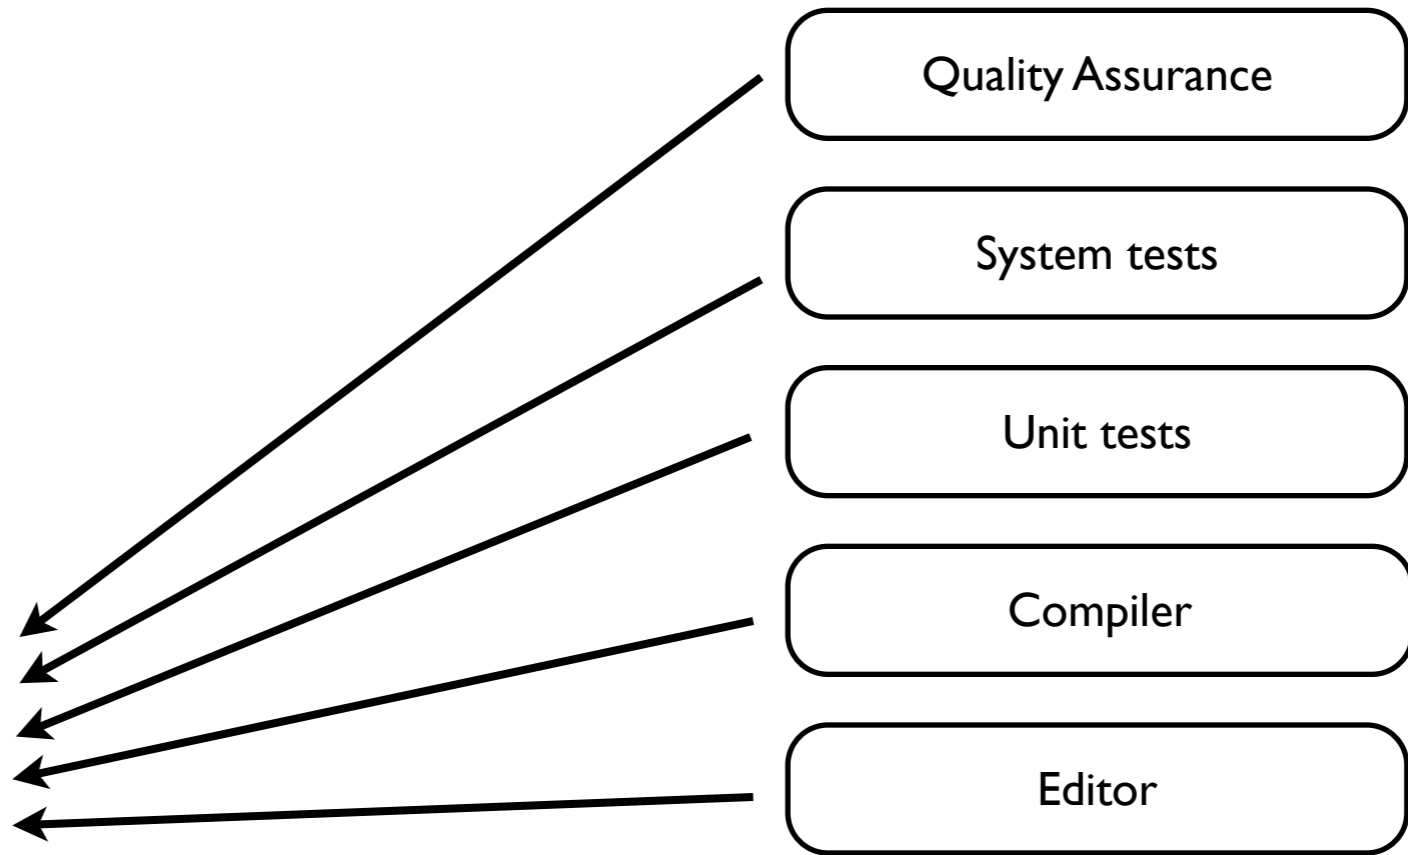 Quality Assurance
System tests
Unit tests
Compiler
Editor